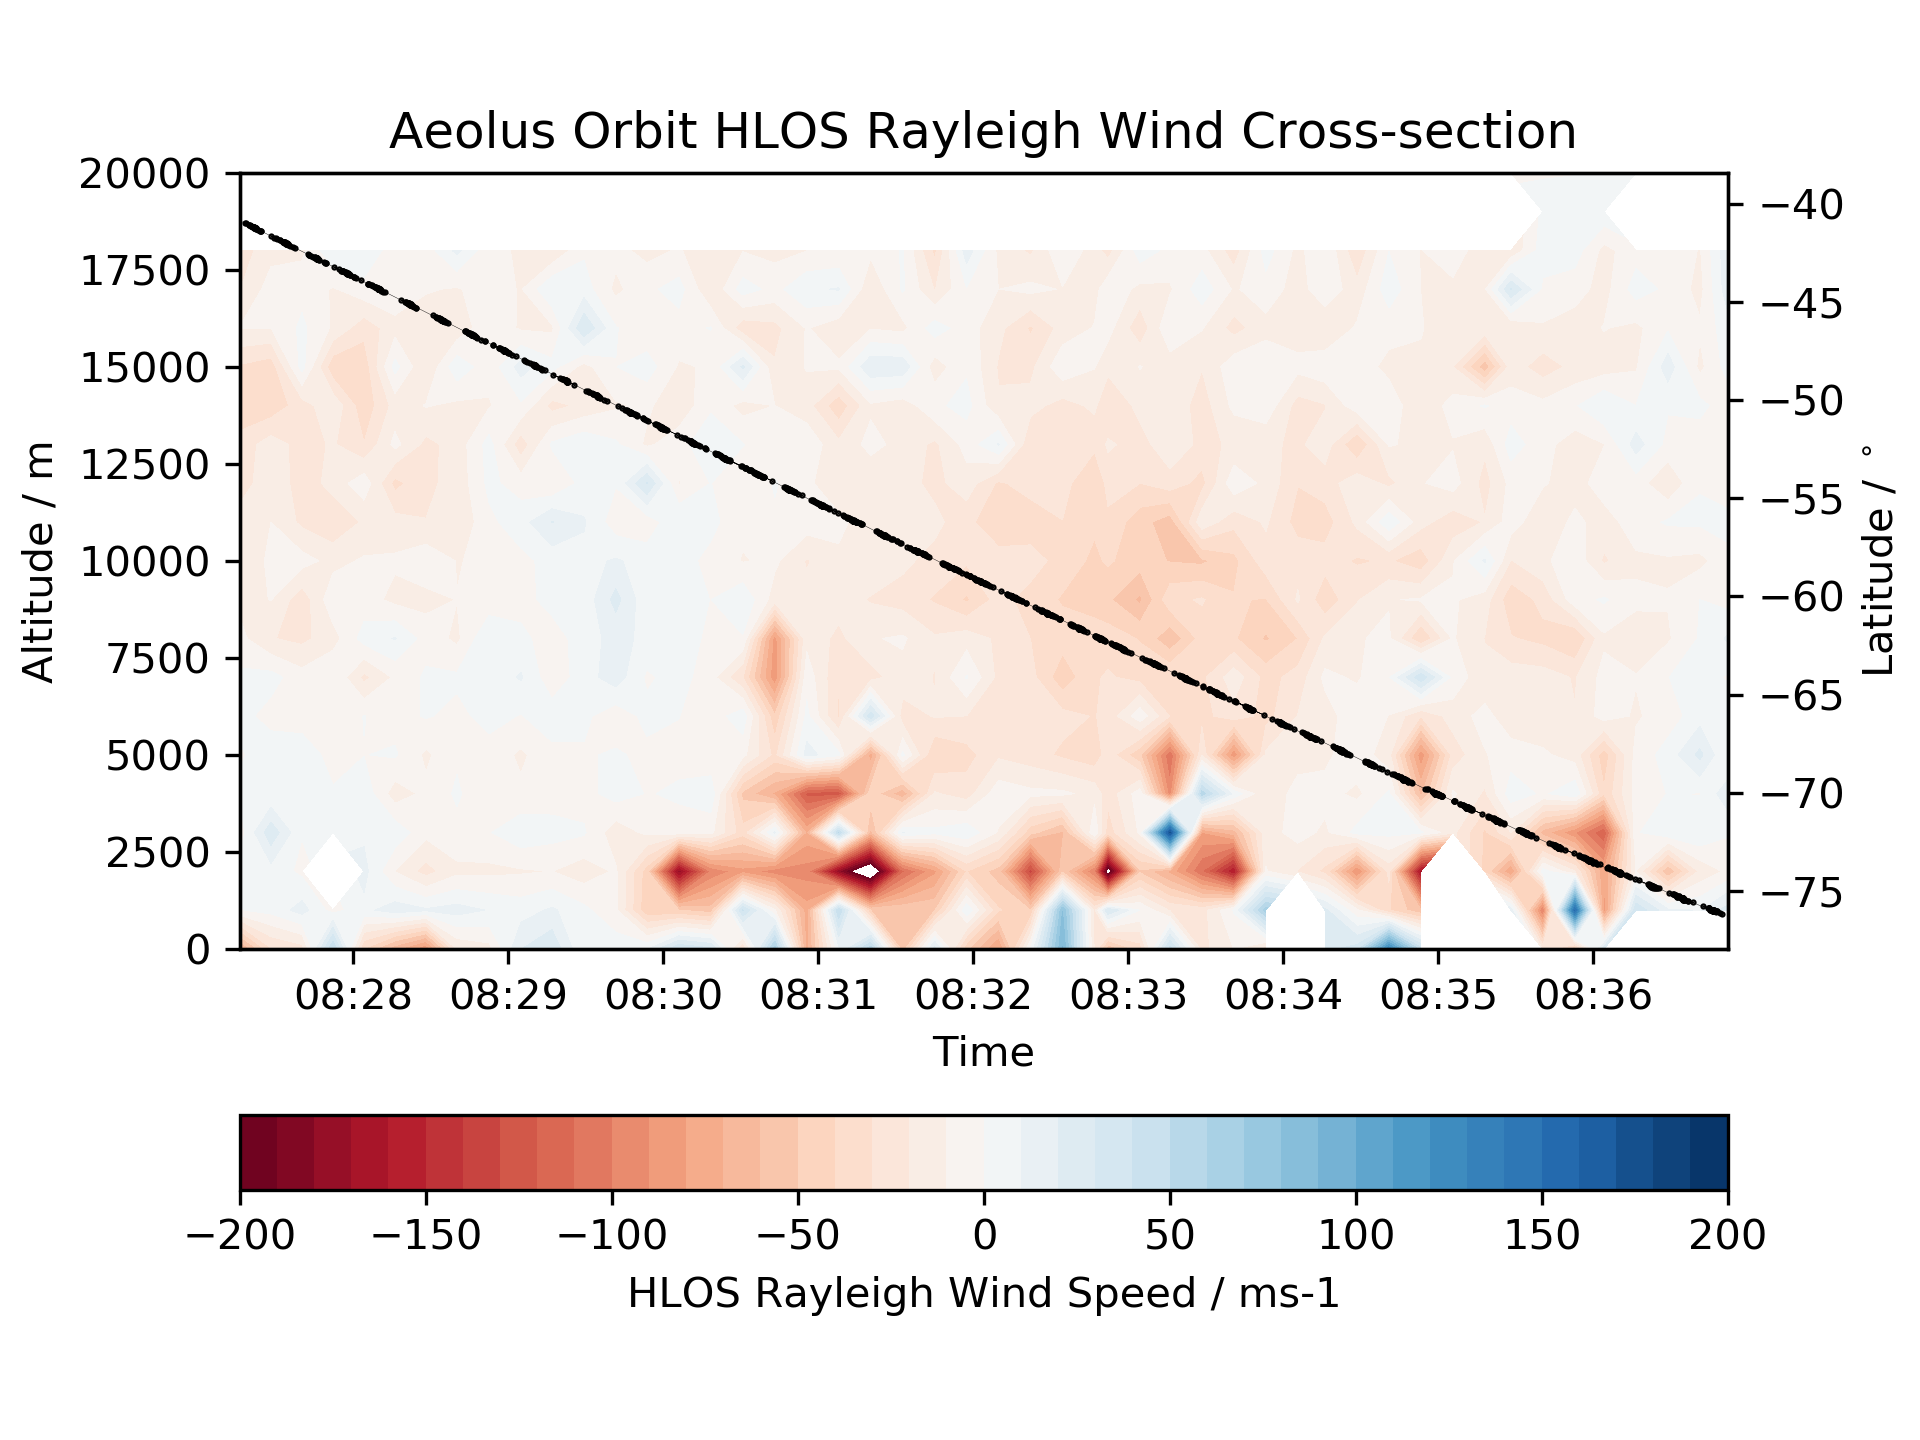 Aeolus Orbit HLOS Rayleigh Wind Cross-section
20000
17500
15000
12500
10000
7500
5000
2500
0
Altitude / m
−40
−45
−50
−55
−60
−65
−70
−75
Latitude / °
08:28 08:29 08:30 08:31 08:32 08:33 08:34 08:35 08:36
Time
−200 −150 −100 −50 0 50 100 150 200
HLOS Rayleigh Wind Speed / ms-1